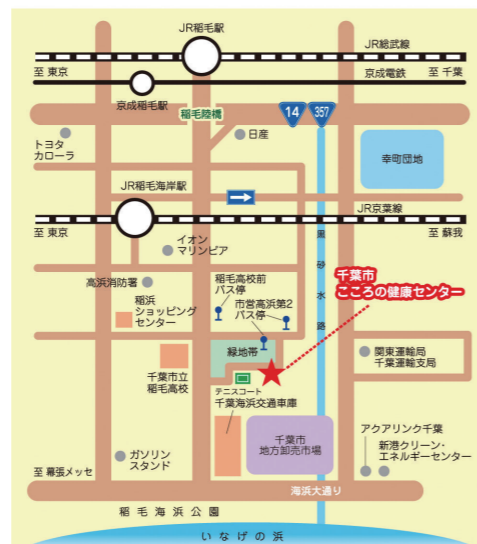 JR稲毛駅
JR総武線
至 東京
京成電鉄
至 千葉
京成稲毛駅
稲毛陸橋
14
357
トヨタ
カローラ
日産
幸町団地
JR稲毛海岸駅
JR京葉線
至 東京
至 蘇我
イオン
マリンピア
黒砂水路
千葉市
こころの健康センター
高浜消防署
稲毛高校前
バス停
稲浜
ショッピング
センター
市営高浜第2
バス停
緑地帯
関東運輸局
千葉運輸支局
千葉市立
稲毛高校
テニスコート
千葉海浜交通車庫
千葉市
地方卸売市場
アクアリンク千葉
ガソリン
スタンド
新港クリーン・
エネルギーセンター
至 幕張メッセ
海浜大通り
稲毛海浜公園
いなげの浜